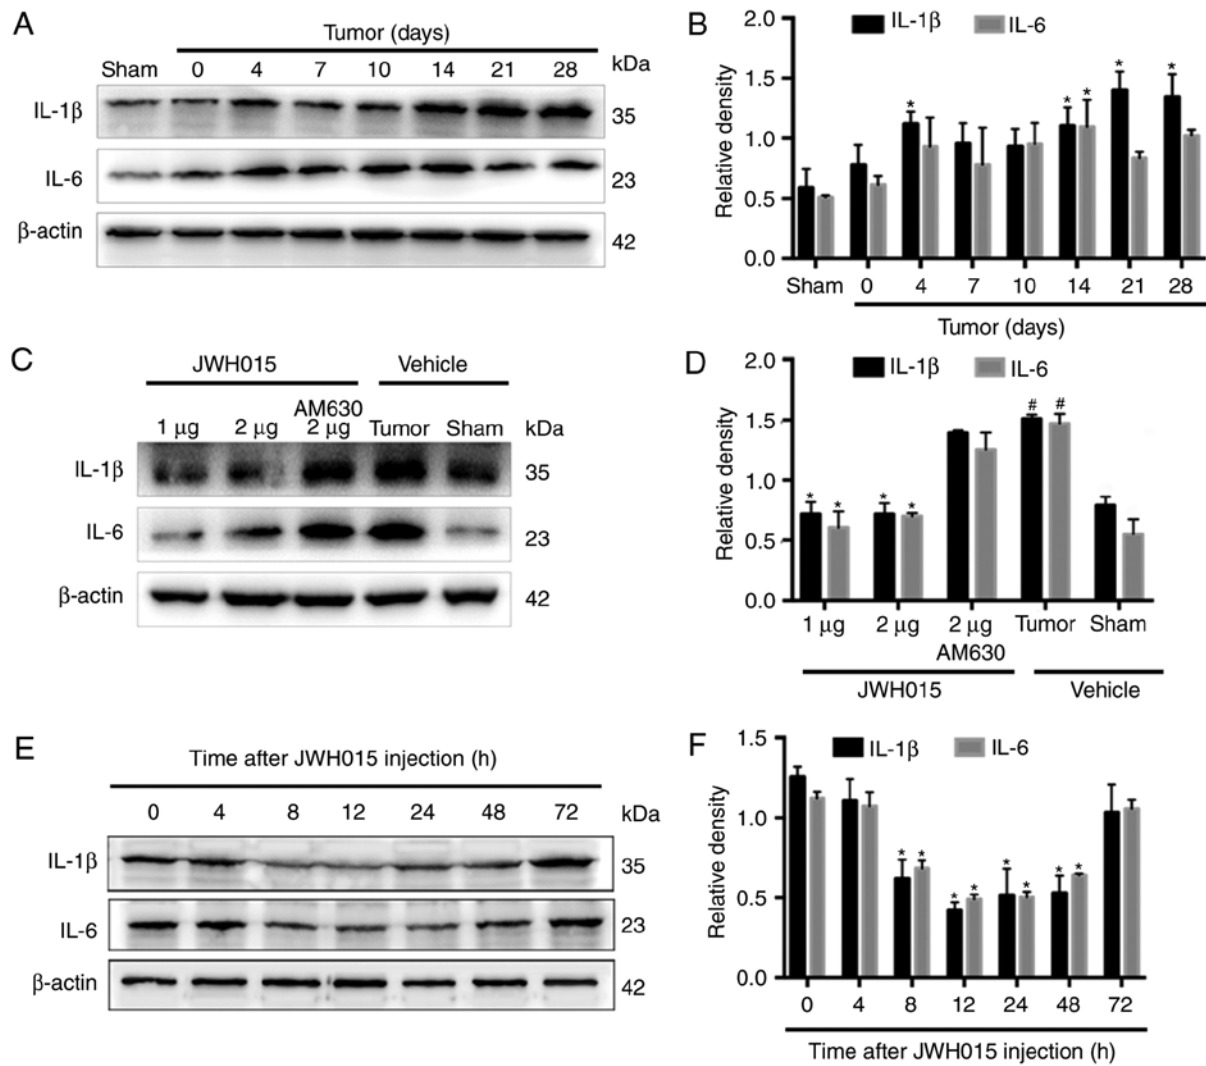 A
Tumor (days)
Sham 0 4 7 10 14 21 28 kDa
IL-1β 35
IL-6 23
β-actin 42
B
IL-1β IL-6
Relative density
2.0
1.5
1.0
0.5
0.0
* * * * *
Sham 0 4 7 10 14 21 28
Tumor (days)
C
JWH015 Vehicle
AM630
1 μg 2 μg 2 μg Tumor Sham kDa
IL-1β 35
IL-6 23
β-actin 42
D
IL-1β IL-6
Relative density
2.0
1.5
1.0
0.5
0.0
* * * * # #
1 μg 2 μg 2 μg Tumor Sham
AM630
JWH015 Vehicle
E
Time after JWH015 injection (h)
0 4 8 12 24 48 72 kDa
IL-1β 35
IL-6 23
β-actin 42
F
IL-1β IL-6
Relative density
1.5
1.0
0.5
0.0
* * * * * * * *
0 4 8 12 24 48 72
Time after JWH015 injection (h)